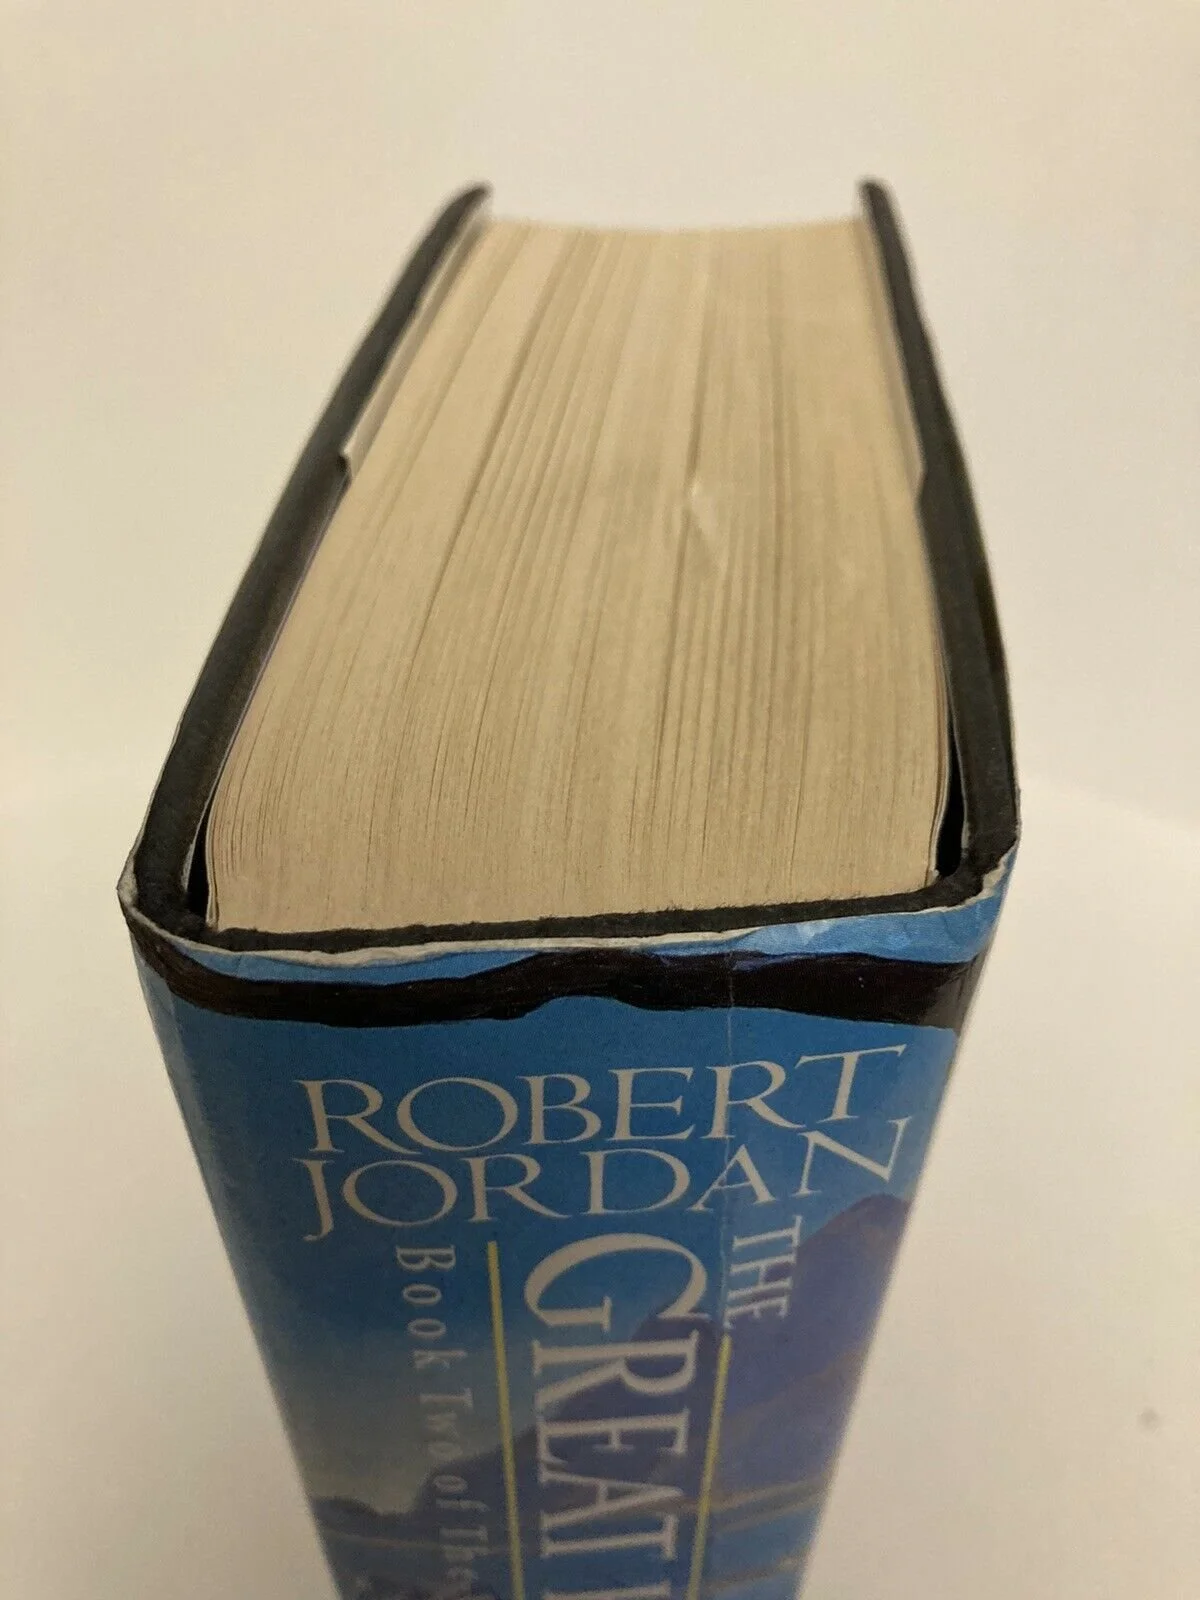 ROBERT
JORDAN
THE
GREAT
Book Two of The